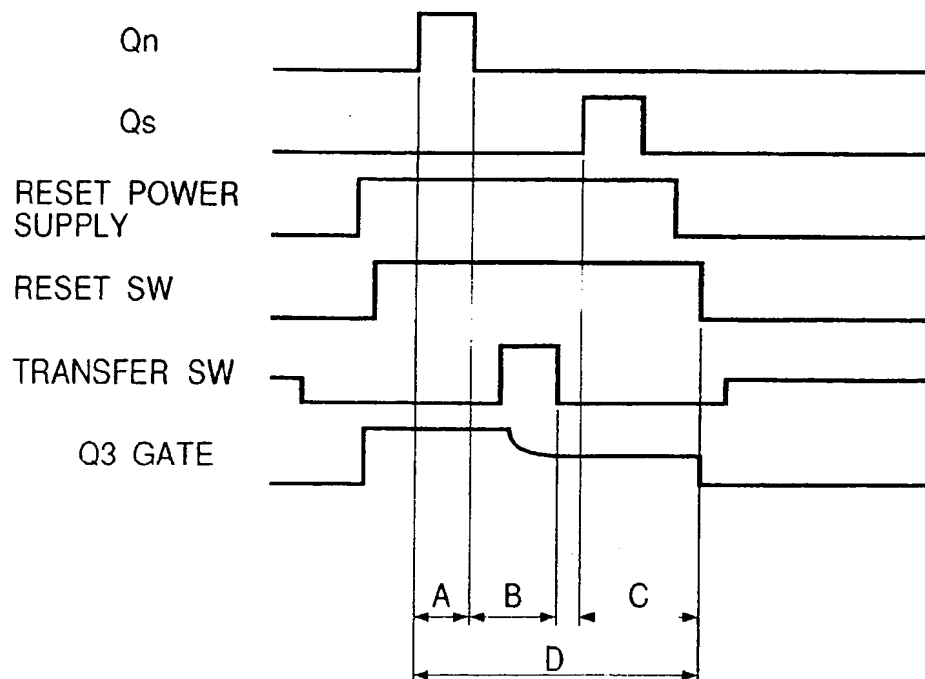 Qn
Qs
RESET POWER
SUPPLY
RESET SW
TRANSFER SW
Q3 GATE
A B C
D